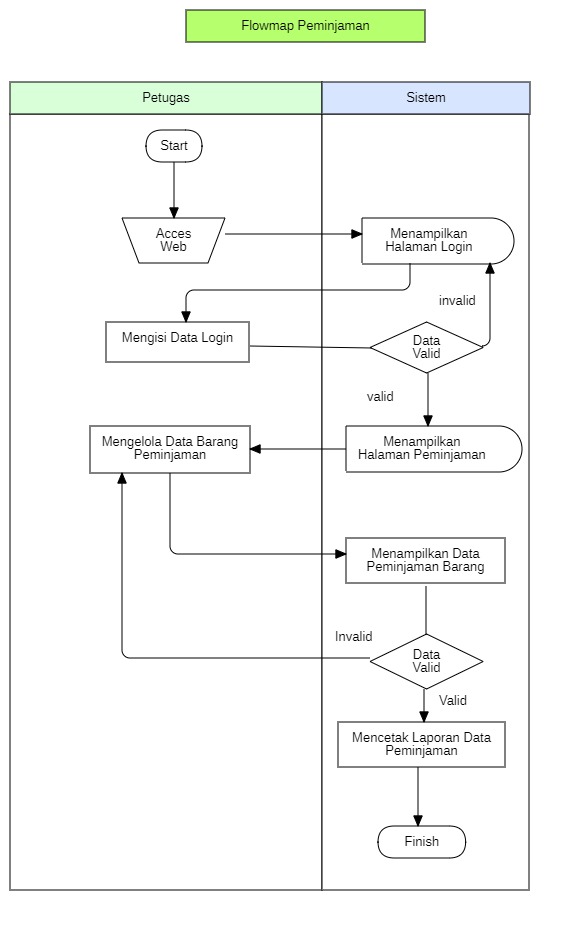 Flowmap Peminjaman
Petugas
Sistem
Start
Acces
Web
Menampilkan
Halaman Login
invalid
Mengisi Data Login
Data
Valid
valid
Mengelola Data Barang
Peminjaman
Menampilkan
Halaman Peminjaman
Menampilkan Data
Peminjaman Barang
Invalid
Data
Valid
Valid
Mencetak Laporan Data
Peminjaman
Finish